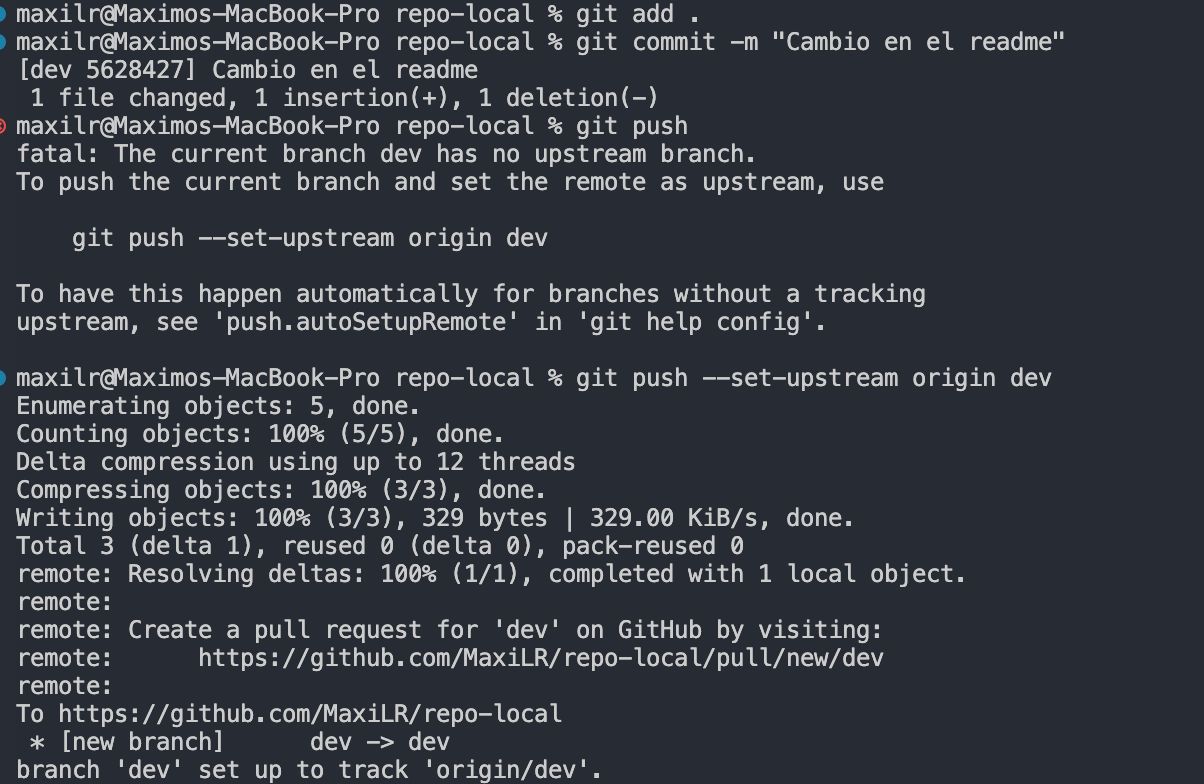 maxilr@Maximos-MacBook-Pro repo-local % git add .
maxilr@Maximos-MacBook-Pro repo-local % git commit -m "Cambio en el readme"
[dev 5628427] Cambio en el readme
 1 file changed, 1 insertion(+), 1 deletion(-)
maxilr@Maximos-MacBook-Pro repo-local % git push
fatal: The current branch dev has no upstream branch.
To push the current branch and set the remote as upstream, use

    git push --set-upstream origin dev

To have this happen automatically for branches without a tracking
upstream, see 'push.autoSetupRemote' in 'git help config'.

maxilr@Maximos-MacBook-Pro repo-local % git push --set-upstream origin dev
Enumerating objects: 5, done.
Counting objects: 100% (5/5), done.
Delta compression using up to 12 threads
Compressing objects: 100% (3/3), done.
Writing objects: 100% (3/3), 329 bytes | 329.00 KiB/s, done.
Total 3 (delta 1), reused 0 (delta 0), pack-reused 0
remote: Resolving deltas: 100% (1/1), completed with 1 local object.
remote:
remote: Create a pull request for 'dev' on GitHub by visiting:
remote:      https://github.com/MaxiLR/repo-local/pull/new/dev
remote:
To https://github.com/MaxiLR/repo-local
 * [new branch]      dev -> dev
branch 'dev' set up to track 'origin/dev'.